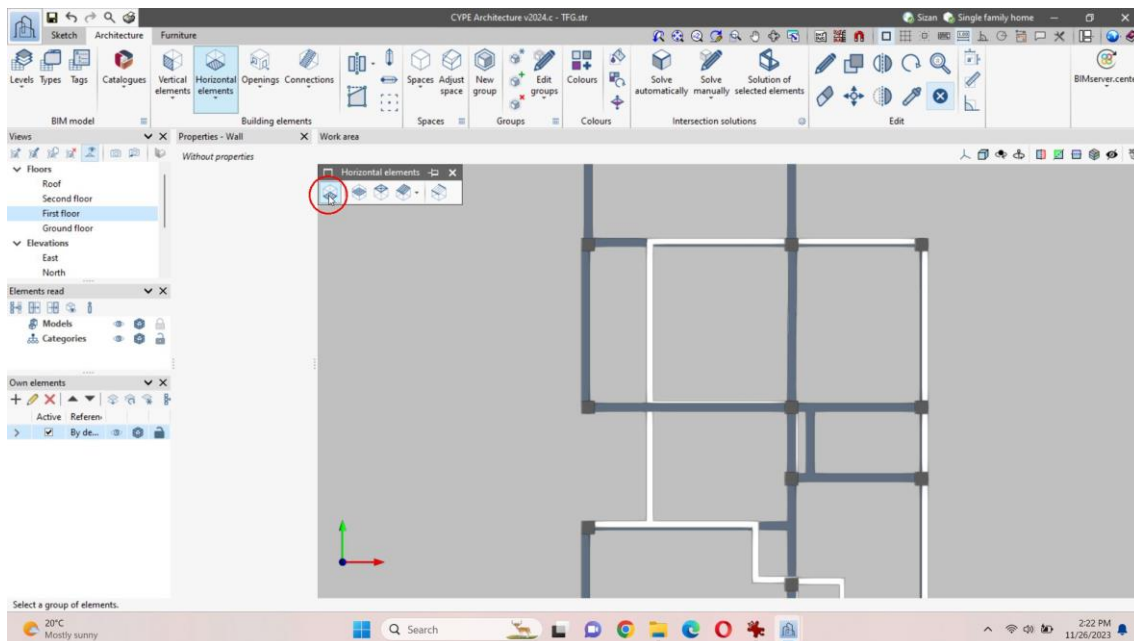 CYPE Architecture v2024.c - TFG.str
Sizan
Single family home
Sketch
Architecture
Furniture
Levels
Types
Tags
Catalogues
Vertical elements
Horizontal elements
Openings
Connections
Spaces
Adjust space
New group
Edit groups
Colours
Solve automatically
Solve manually
Solution of selected elements
BIM model
Building elements
Spaces
Groups
Colours
Intersection solutions
Edit
Views
Properties - Wall
Work area
Without properties
Horizontal elements
Floors
Roof
Second floor
First floor
Ground floor
Elevations
East
North
Elements read
Models
Categories
Own elements
Active
Referen
By de...
Select a group of elements.
20°C
Mostly sunny
Search
2:22 PM
11/26/2023